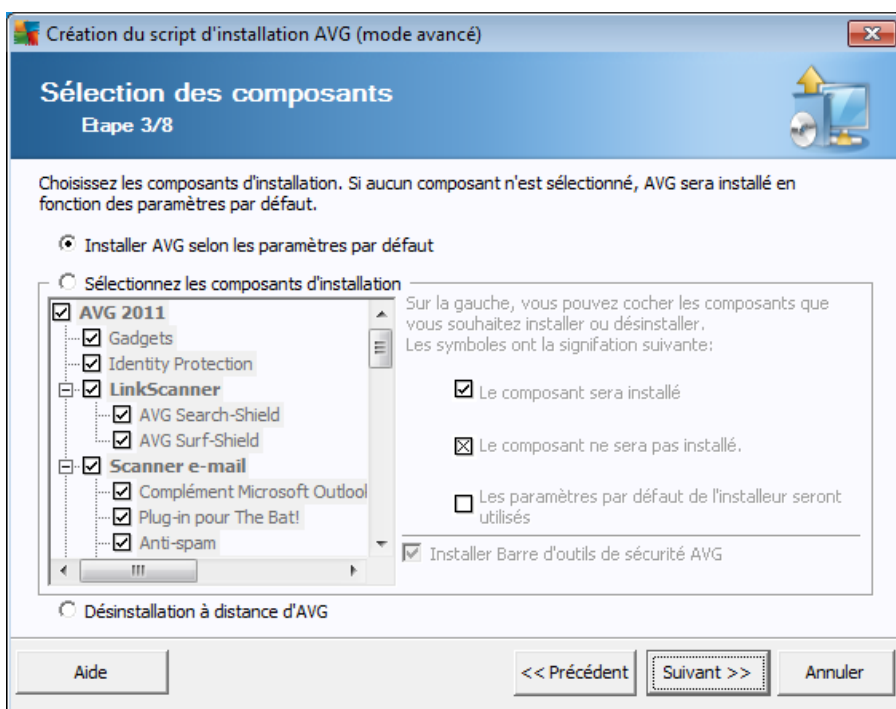 Création du script d'installation AVG (mode avancé)
Sélection des composants
Etape 3/8
Choisissez les composants d'installation. Si aucun composant n'est sélectionné, AVG sera installé en
fonction des paramètres par défaut.
Installer AVG selon les paramètres par défaut
Sélectionnez les composants d'installation
AVG 2011
Gadgets
Identity Protection
LinkScanner
AVG Search-Shield
AVG Surf-Shield
Scanner e-mail
Complément Microsoft Outlool
Plug-in pour The Bat!
Anti-spam
Sur la gauche, vous pouvez cocher les composants que
vous souhaitez installer ou désinstaller.
Les symboles ont la signifation suivante:
Le composant sera installé
Le composant ne sera pas installé.
Les paramètres par défaut de l'installeur seront
utilisés
Installer Barre d'outils de sécurité AVG
Désinstallation à distance d'AVG
Aide
<< Précédent
Suivant >>
Annuler